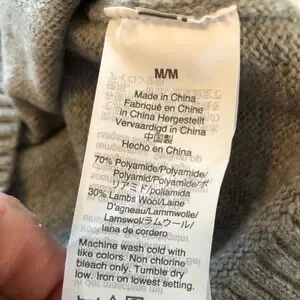 M/M
Made in China
Fabriqué en Chine
In China Hergestellt
Vervaardigd in China
中国製
Hecho en China
70% Polyamide/Polyamide/
Polyamid/Polyamide/ポ
リアミド/poliamida
30% Lambs Wool/Laine
D'agneau/Lammwolle/
Lamswol/ラムウール/
lana de cordero
Machine wash cold with
like colors. Non chlorine
bleach only. Tumble dry
low. Iron on lowest setting.